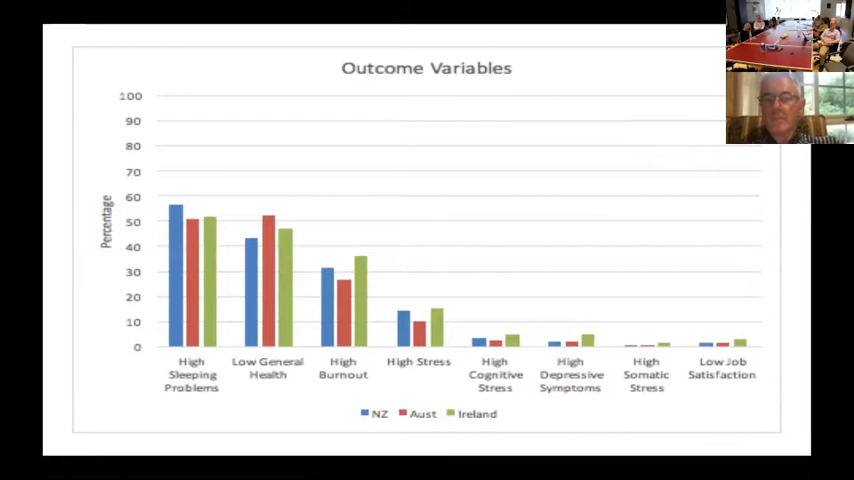 Outcome Variables
100
90
80
70
60
50
40
30
20
10
0
Percentage
High Sleeping Problems
Low General Health
High Burnout
High Stress
High Cognitive Stress
High Depressive Symptoms
High Somatic Stress
Low Job Satisfaction
NZ Aust Ireland